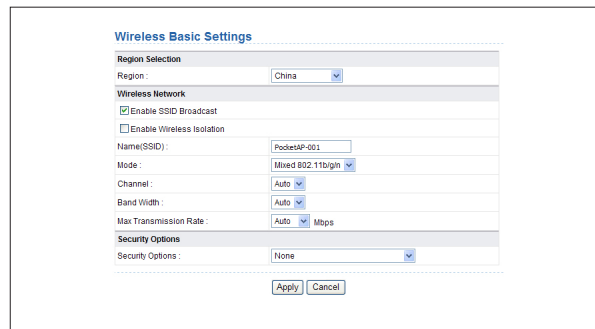 Wireless Basic Settings
Region Selection
Region : China
Wireless Network
Enable SSID Broadcast
Enable Wireless Isolation
Name(SSID) : PocketAP-001
Mode : Mixed 802.11b/g/n
Channel : Auto
Band Width : Auto
Max Transmission Rate : Auto Mbps
Security Options
Security Options : None
Apply Cancel